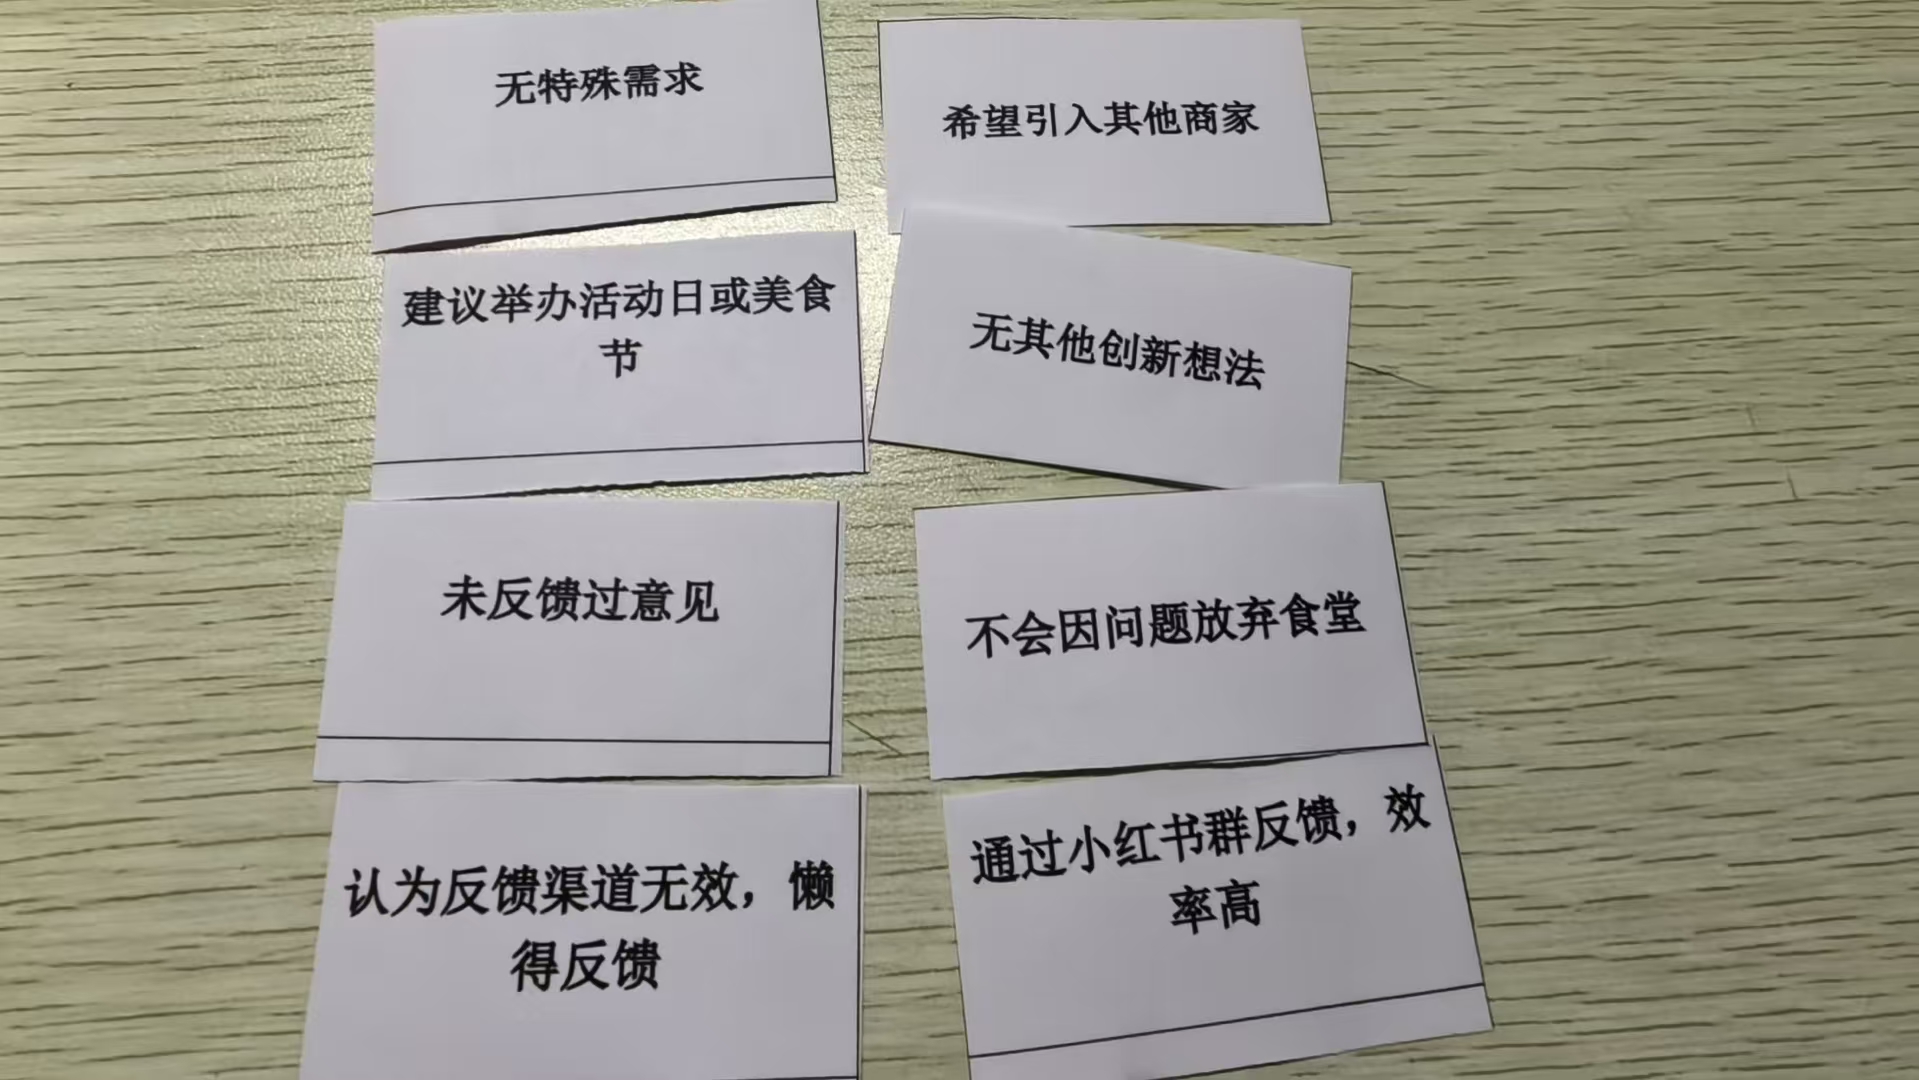 无特殊需求
希望引入其他商家
建议举办活动日或美食
节
无其他创新想法
未反馈过意见
不会因问题放弃食堂
认为反馈渠道无效，懒
得反馈
通过小红书群反馈，效
率高